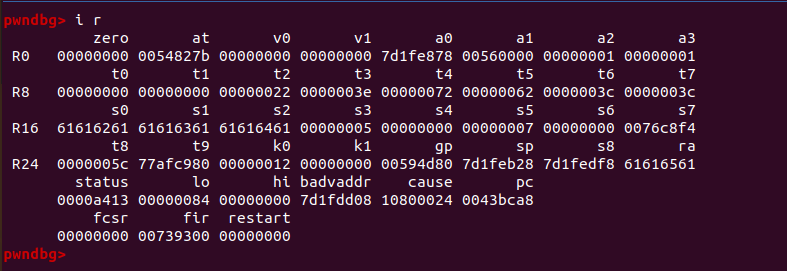 pwndbg> i r
zero at v0 v1 a0 a1 a2 a3
R0 00000000 0054827b 00000000 00000000 7d1fe878 00560000 00000001 00000001
t0 t1 t2 t3 t4 t5 t6 t7
R8 00000000 00000000 00000022 0000003e 00000072 00000062 0000003c 0000003c
s0 s1 s2 s3 s4 s5 s6 s7
R16 61616261 61616361 61616461 00000005 00000000 00000007 00000000 0076c8f4
t8 t9 k0 k1 gp sp s8 ra
R24 0000005c 77afc980 00000012 00000000 00594d80 7d1feb28 7d1fedf8 61616561
status lo hi badvaddr cause pc
0000a413 00000084 00000000 7d1fdd08 10800024 0043bca8
fcsr fir restart
00000000 00739300 00000000
pwndbg>